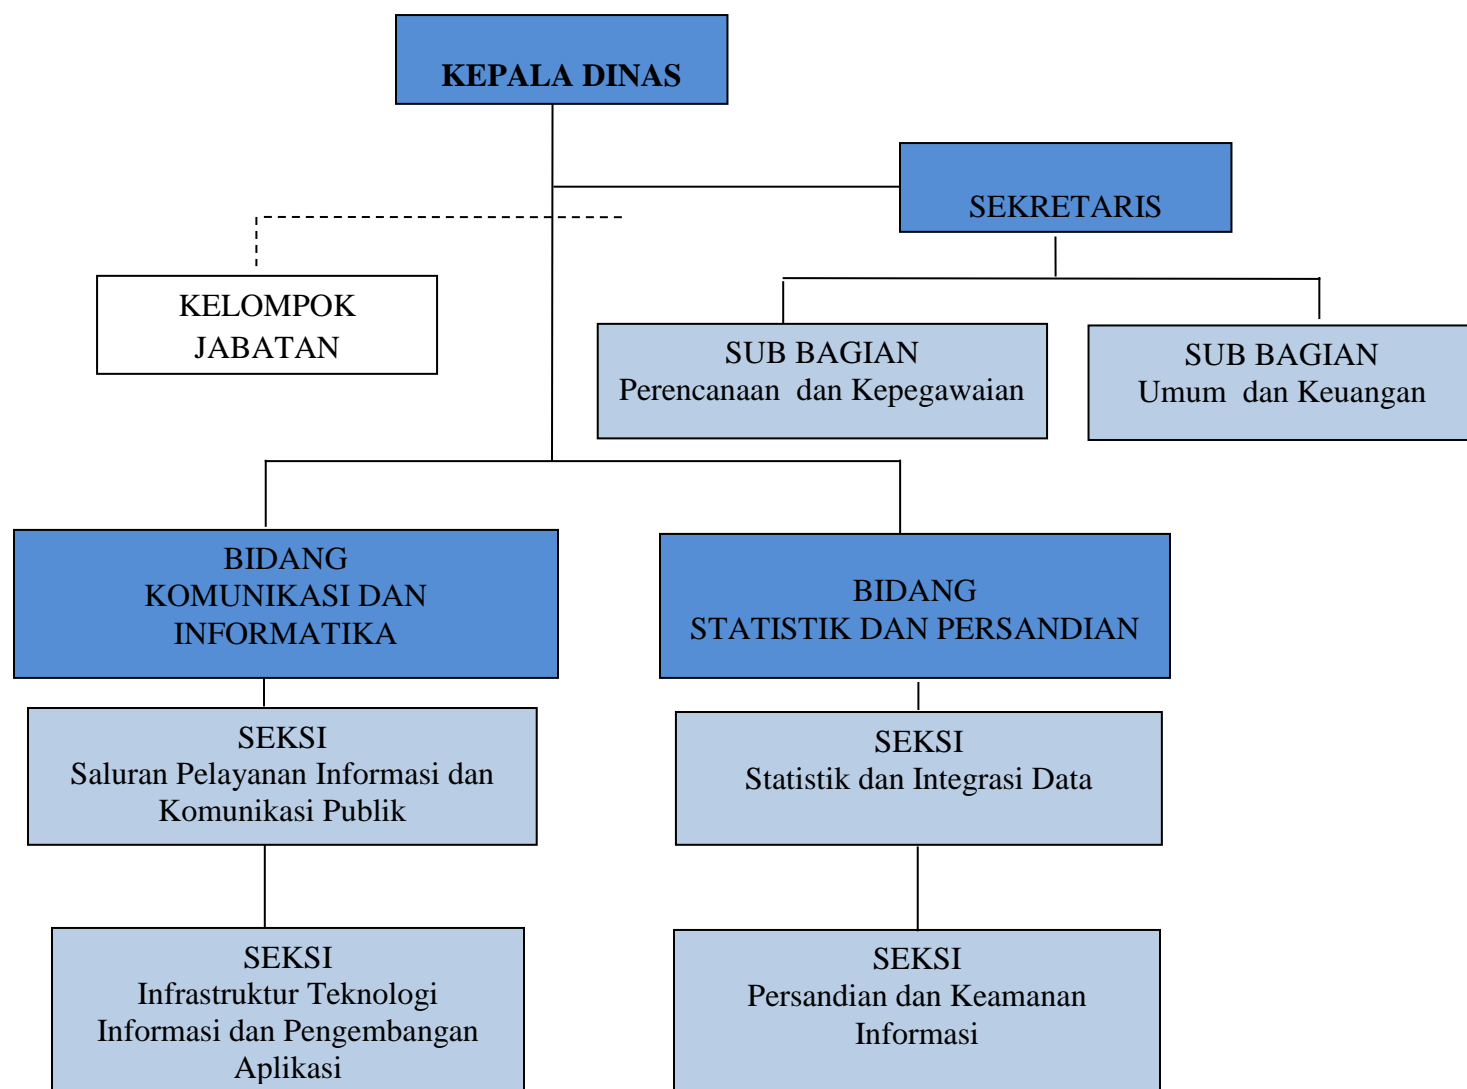 KEPALA DINAS
SEKRETARIS
KELOMPOK
JABATAN
SUB BAGIAN
Perencanaan dan Kepegawaian
SUB BAGIAN
Umum dan Keuangan
BIDANG
KOMUNIKASI DAN
INFORMATIKA
BIDANG
STATISTIK DAN PERSANDIAN
SEKSI
Saluran Pelayanan Informasi dan
Komunikasi Publik
SEKSI
Statistik dan Integrasi Data
SEKSI
Infrastruktur Teknologi
Informasi dan Pengembangan
Aplikasi
SEKSI
Persandian dan Keamanan
Informasi